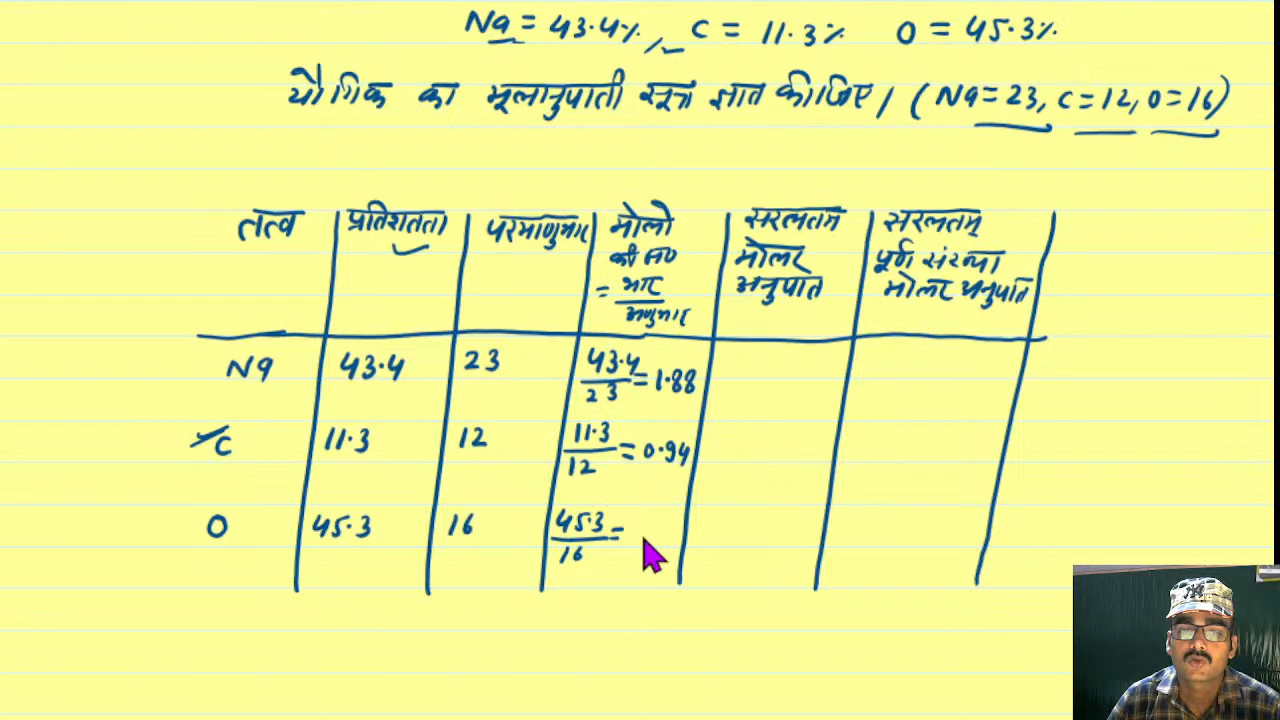 Na = 43.4%, C = 11.3% O = 45.3%
यौगिक का मूलानुपाती सूत्र ज्ञात कीजिए। (Na=23, C=12, O=16)
तत्व प्रतिशतता परमाणुभार मोलो सरलतम सरलतम्
की सं० मोलर पूर्ण संख्या
= भार/अणुभार अनुपात मोलर अनुपात
Na 43.4 23 43.4/23 = 1.88
C 11.3 12 11.3/12 = 0.94
O 45.3 16 45.3/16 =
NY